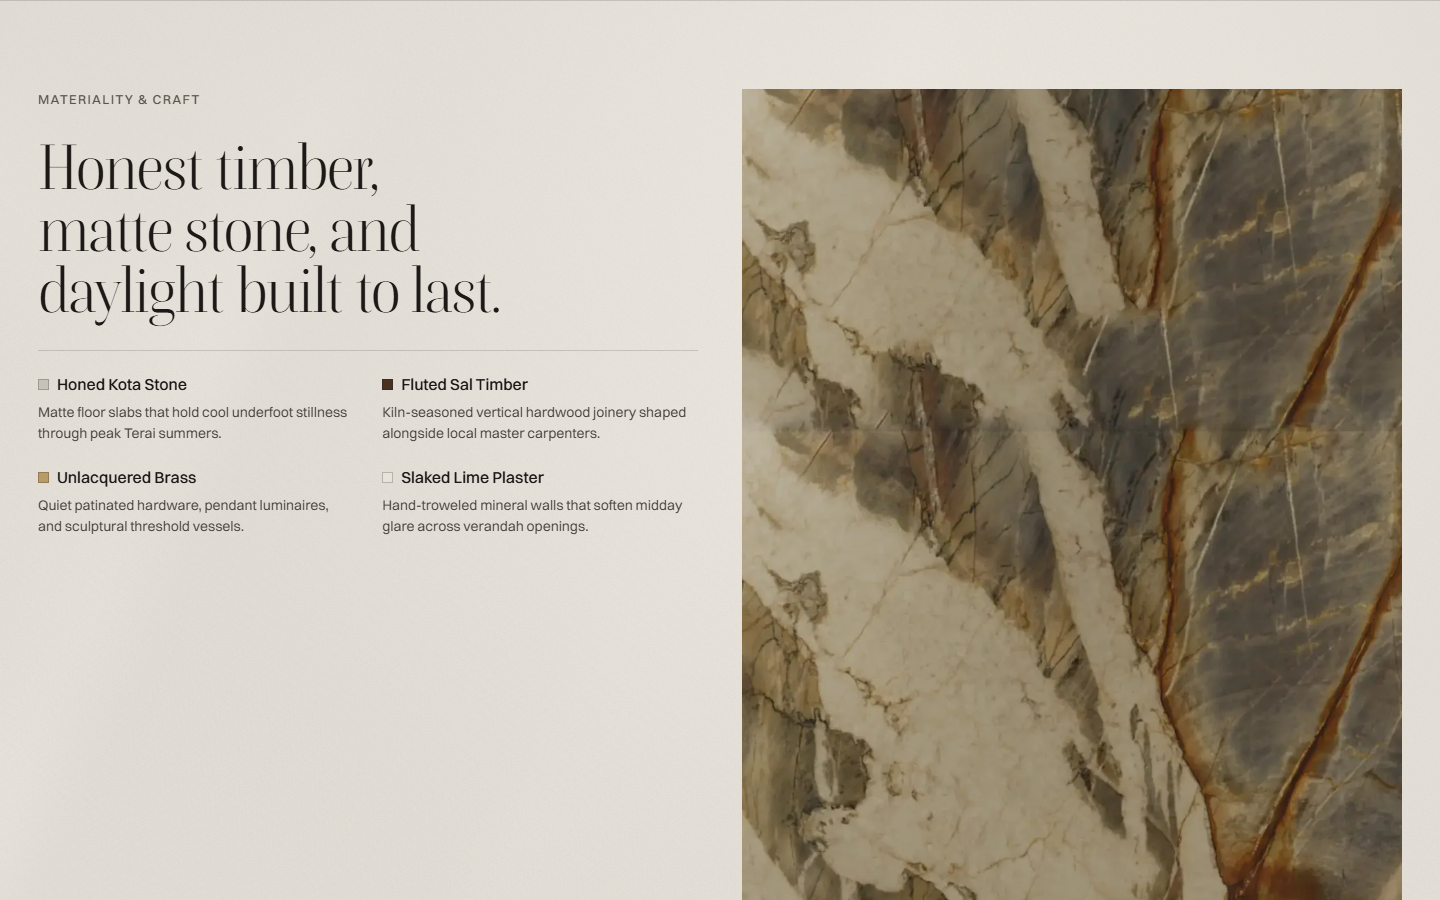 MATERIALITY & CRAFT
Honest timber,
matte stone, and
daylight built to last.
Honed Kota Stone
Matte floor slabs that hold cool underfoot stillness
through peak Terai summers.
Fluted Sal Timber
Kiln-seasoned vertical hardwood joinery shaped
alongside local master carpenters.
Unlacquered Brass
Quiet patinated hardware, pendant luminaires,
and sculptural threshold vessels.
Slaked Lime Plaster
Hand-troweled mineral walls that soften midday
glare across verandah openings.